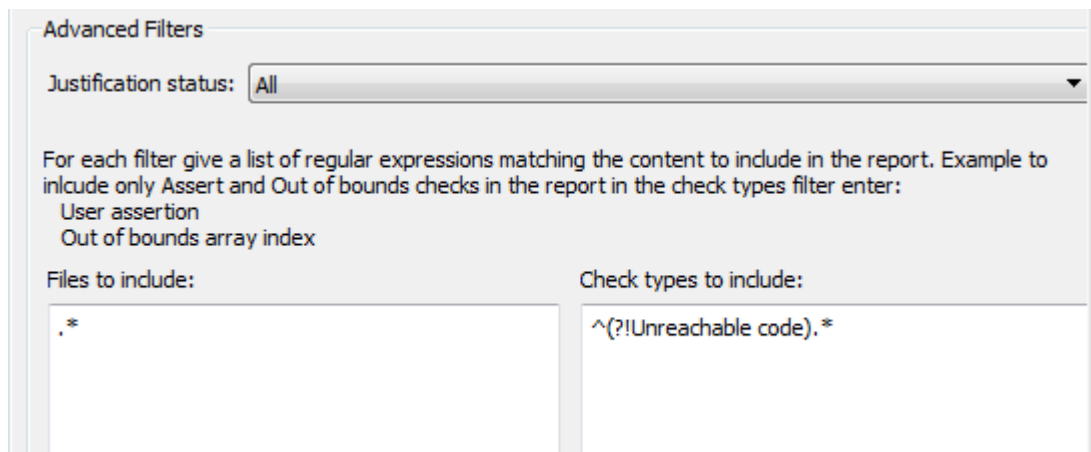 Advanced Filters
Justification status: All
For each filter give a list of regular expressions matching the content to include in the report. Example to
inlcude only Assert and Out of bounds checks in the report in the check types filter enter:
User assertion
Out of bounds array index
Files to include: Check types to include:
.* ^(?!Unreachable code).*